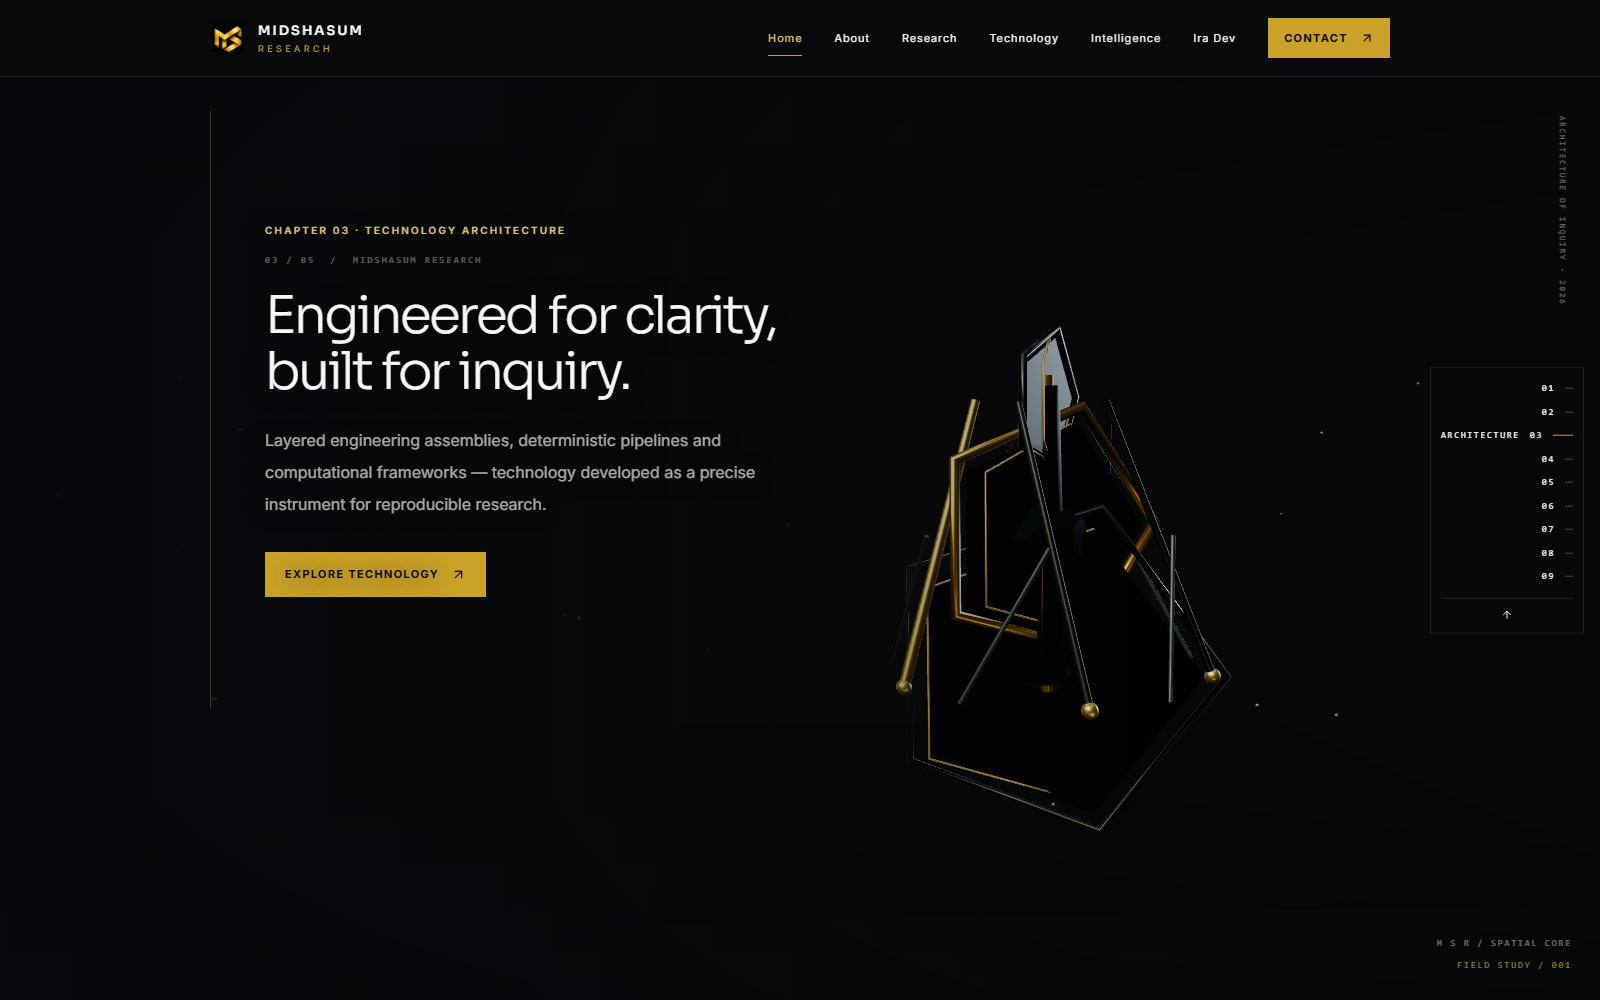 MIDSHASUM
RESEARCH
Home
About
Research
Technology
Intelligence
Ira Dev
CONTACT
ARCHITECTURE OF INQUIRY · 2026
CHAPTER 03 · TECHNOLOGY ARCHITECTURE
03 / 05 / MIDSHASUM RESEARCH
Engineered for clarity,
built for inquiry.
Layered engineering assemblies, deterministic pipelines and
computational frameworks — technology developed as a precise
instrument for reproducible research.
EXPLORE TECHNOLOGY
01
02
ARCHITECTURE 03
04
05
06
07
08
09
M S R / SPATIAL CORE
FIELD STUDY / 001